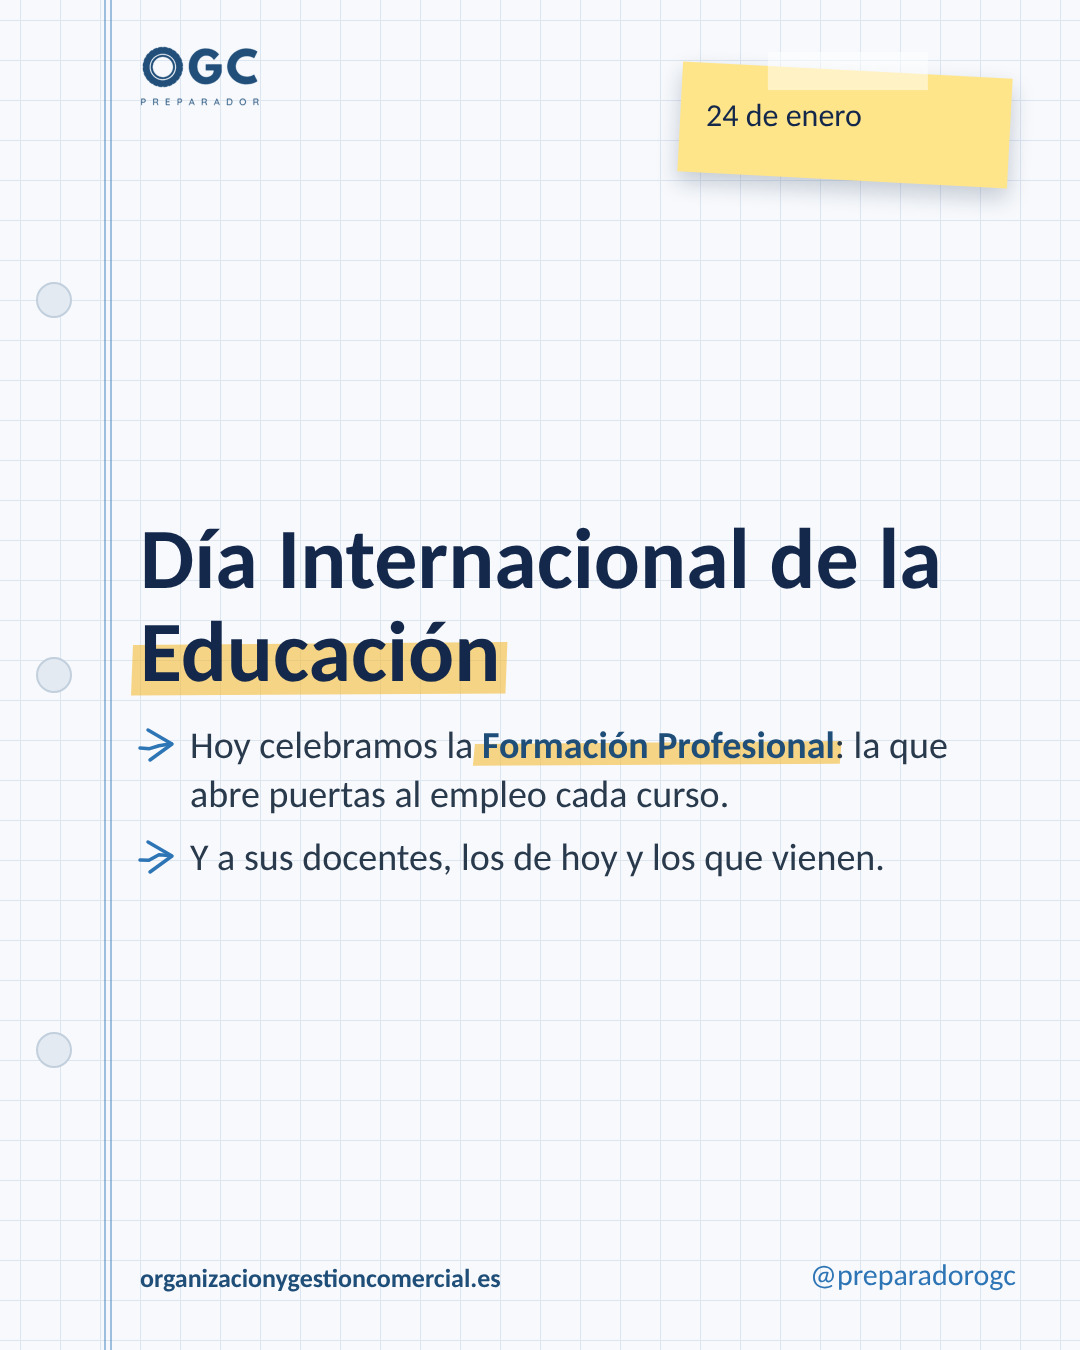 OGC
PREPARADOR
24 de enero
Día Internacional de la
Educación
Hoy celebramos la Formación Profesional: la que
abre puertas al empleo cada curso.
Y a sus docentes, los de hoy y los que vienen.
organizacionygestioncomercial.es
@preparadorogc